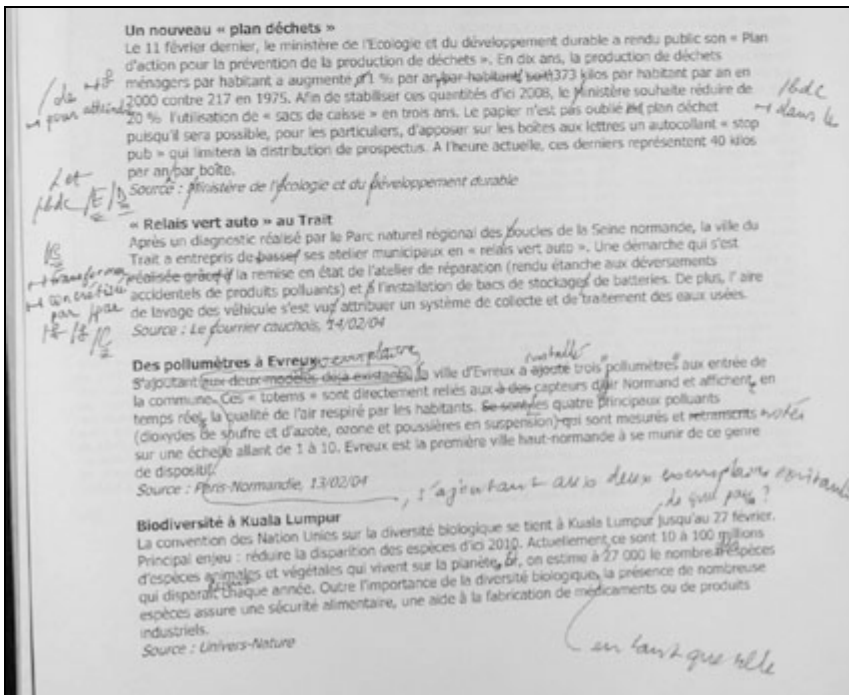 Un nouveau « plan déchets »
Le 11 février dernier, le ministère de l'Ecologie et du développement durable a rendu public son « Plan
d'action pour la prévention de la production de déchets ». En dix ans, la production de déchets
/ de
ménagers par habitant a augmenté 1 % par an par habitant soit 373 kilos par habitant par an en
pour atteindre
2000 contre 217 en 1975. Afin de stabiliser ces quantités d'ici 2008, le ministère souhaite réduire de
/bdc
20 % l'utilisation de « sacs de caisse » en trois ans. Le papier n'est pas oublié plan déchet
dans le
puisqu'il sera possible, pour les particuliers, d'apposer sur les boîtes aux lettres un autocollant « stop
pub » qui limitera la distribution de prospectus. A l'heure actuelle, ces derniers représentent 40 kilos
et
par an/par boîte.
/bdc /E /D
Source : Ministère de l'écologie et du développement durable
« Relais vert auto » au Trait
Après un diagnostic réalisé par le Parc naturel régional des boucles de la Seine normande, la ville du
Trait a entrepris de passer ses atelier municipaux en « relais vert auto ». Une démarche qui s'est
transformer
réalisée la remise en état de l'atelier de réparation (rendu étanche aux déversements
concrétisée
par /par
accidentels de produits polluants) et l'installation de bacs de stockage de batteries. De plus, l' aire
de lavage des véhicule s'est vu attribuer un système de collecte et de traitement des eaux usées.
/C
Source : Le courrier cauchois, 14/02/04
Des pollumètres à Evreux
exemplaires
installé
S'ajoutant aux deux modèles déjà existants, la ville d'Evreux a ajouté trois "pollumètres" aux entrée de
la commune. Ces « totems » sont directement reliés aux à des capteurs d'air Normand et affichent, en
temps réel, la qualité de l'air respiré par les habitants. Se sont les quatre principaux polluants
(dioxydes de soufre et d'azote, ozone et poussières en suspension) qui sont mesurés et retranscrits notés
sur une échelle allant de 1 à 10. Evreux est la première ville haut-normande à se munir de ce genre
de dispositif.
Source : Paris-Normandie, 13/02/04
, s'ajoutant aux deux exemplaires existants
de quel pays ?
Biodiversité à Kuala Lumpur
La convention des Nation Unies sur la diversité biologique se tient à Kuala Lumpur jusqu'au 27 février.
Principal enjeu : réduire la disparition des espèces d'ici 2010. Actuellement ce sont 10 à 100 millions
d'espèces animales et végétales qui vivent sur la planète, on estime à 27 000 le nombre espèces
qui disparaît chaque année. Outre l'importance de la diversité biologique, la présence de nombreuse
espèces assure une sécurité alimentaire, une aide à la fabrication de médicaments ou de produits
industriels.
en tant que telle
Source : Univers-Nature